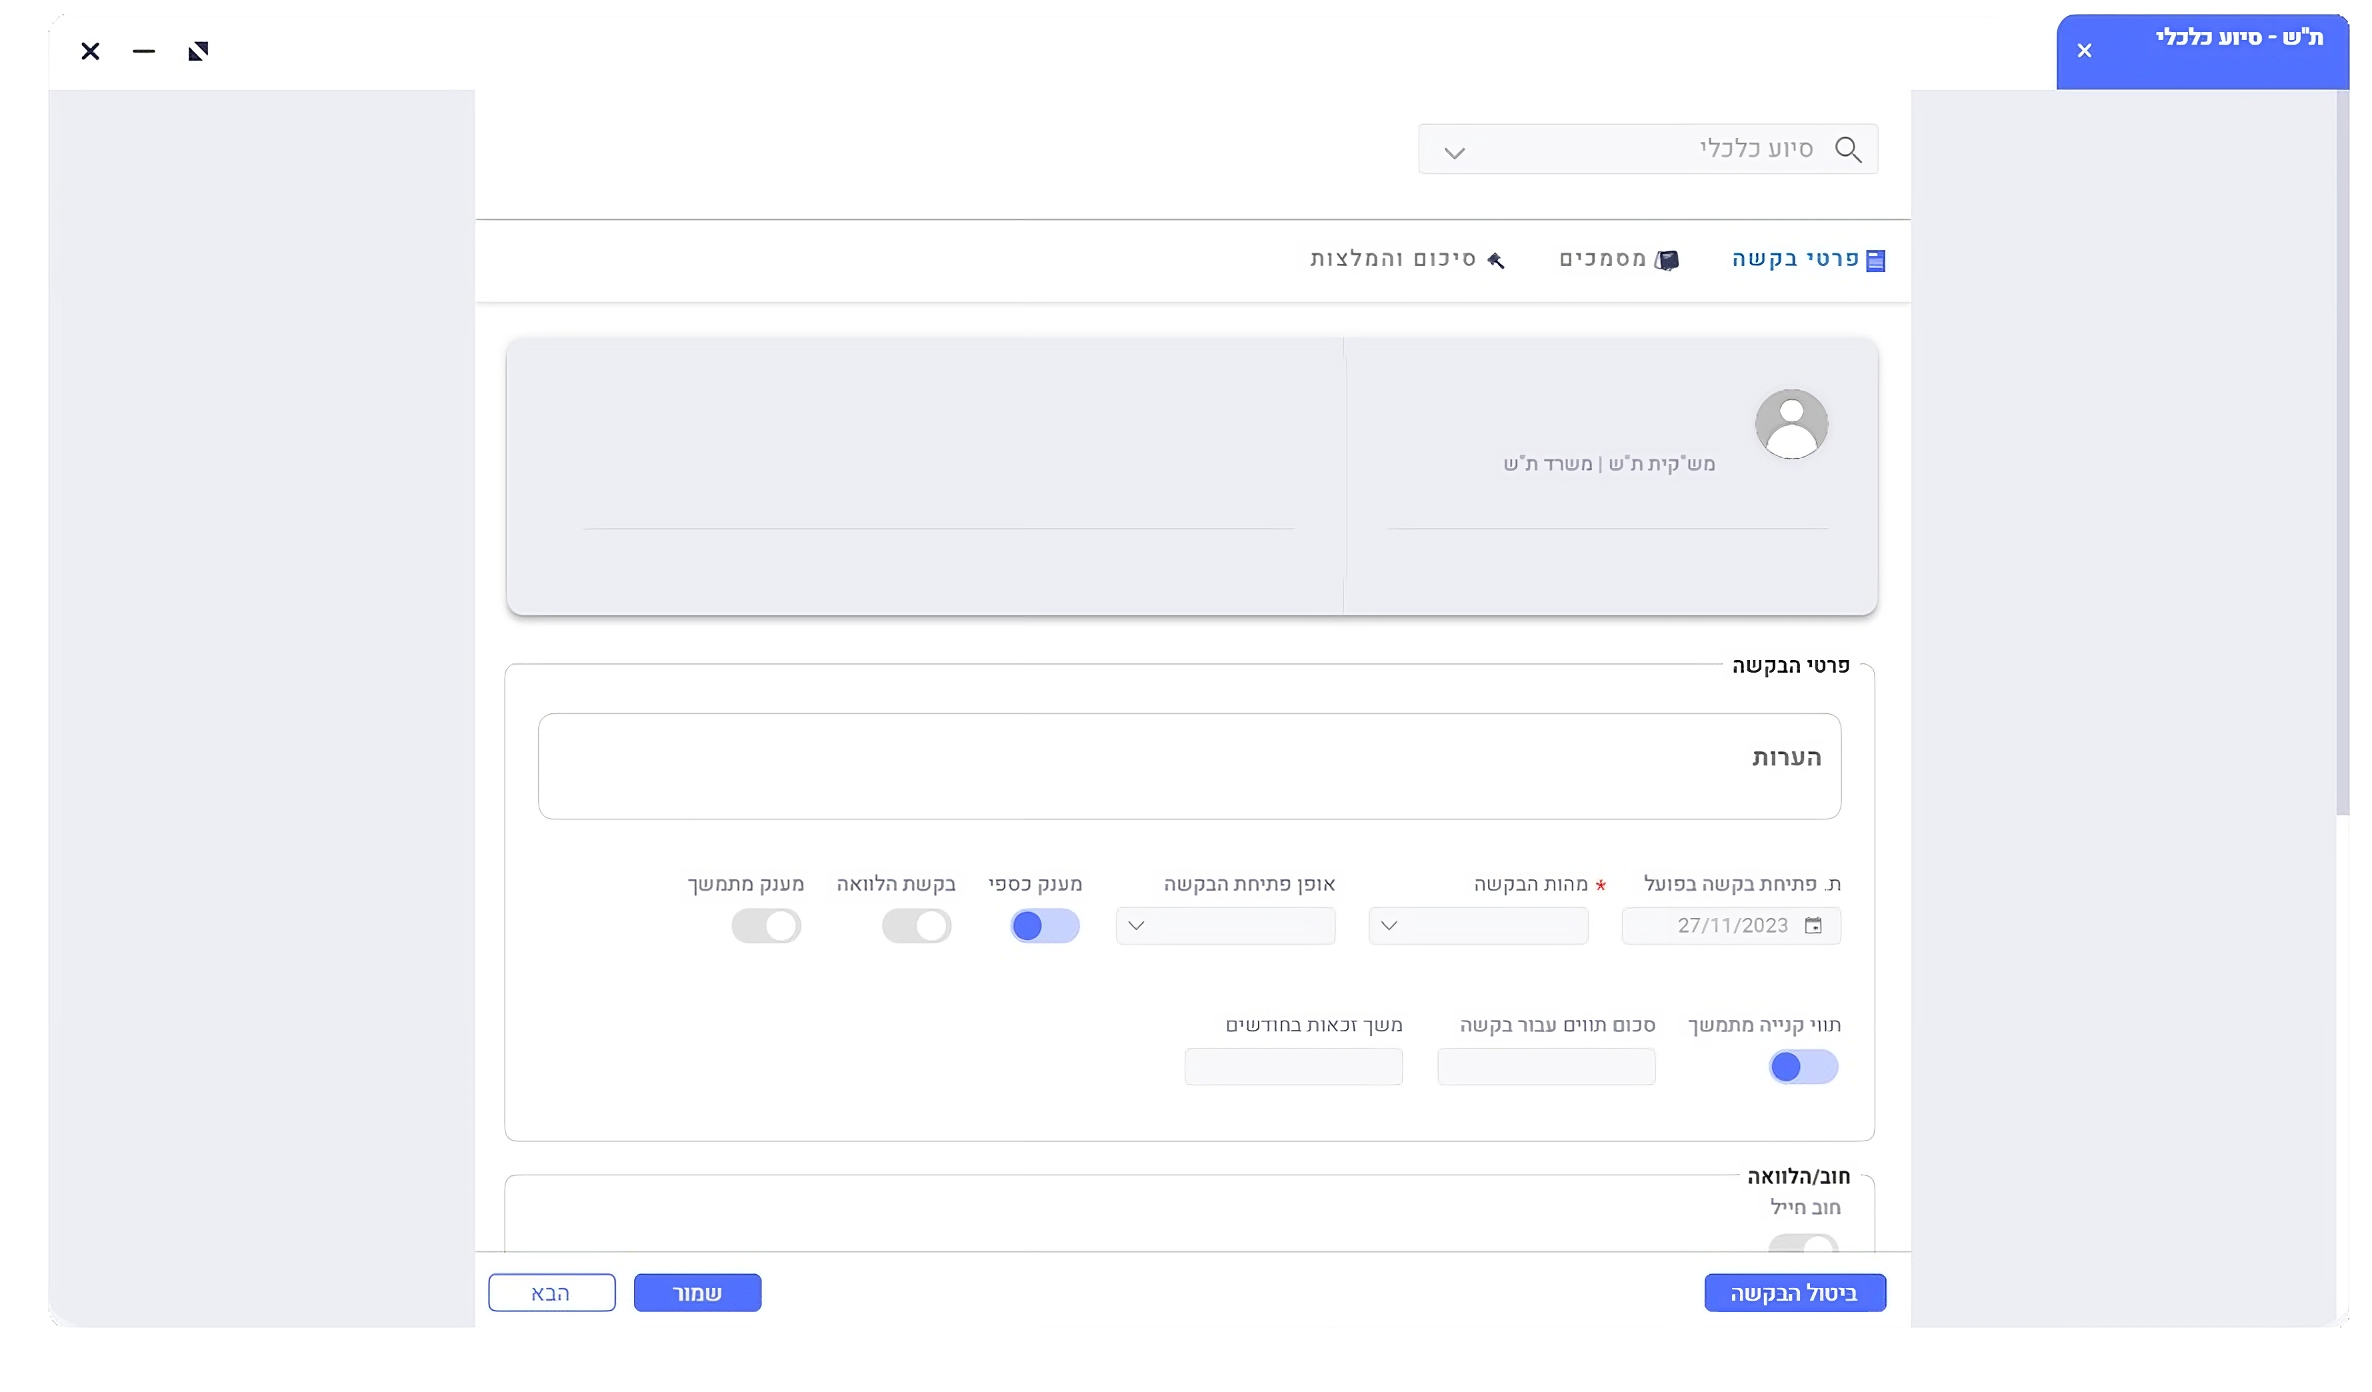 ת"ש - סיוע כלכלי
סיוע כלכלי
פרטי בקשה
מסמכים
סיכום והמלצות
מש"קית ת"ש | משרד ת"ש
פרטי הבקשה
הערות
ת. פתיחת בקשה בפועל
* מהות הבקשה
אופן פתיחת הבקשה
מענק כספי
בקשת הלוואה
מענק מתמשך
27/11/2023
תווי קנייה מתמשך
סכום תווים עבור בקשה
משך זכאות בחודשים
חוב/הלוואה
חוב חייל
ביטול הבקשה
שמור
הבא